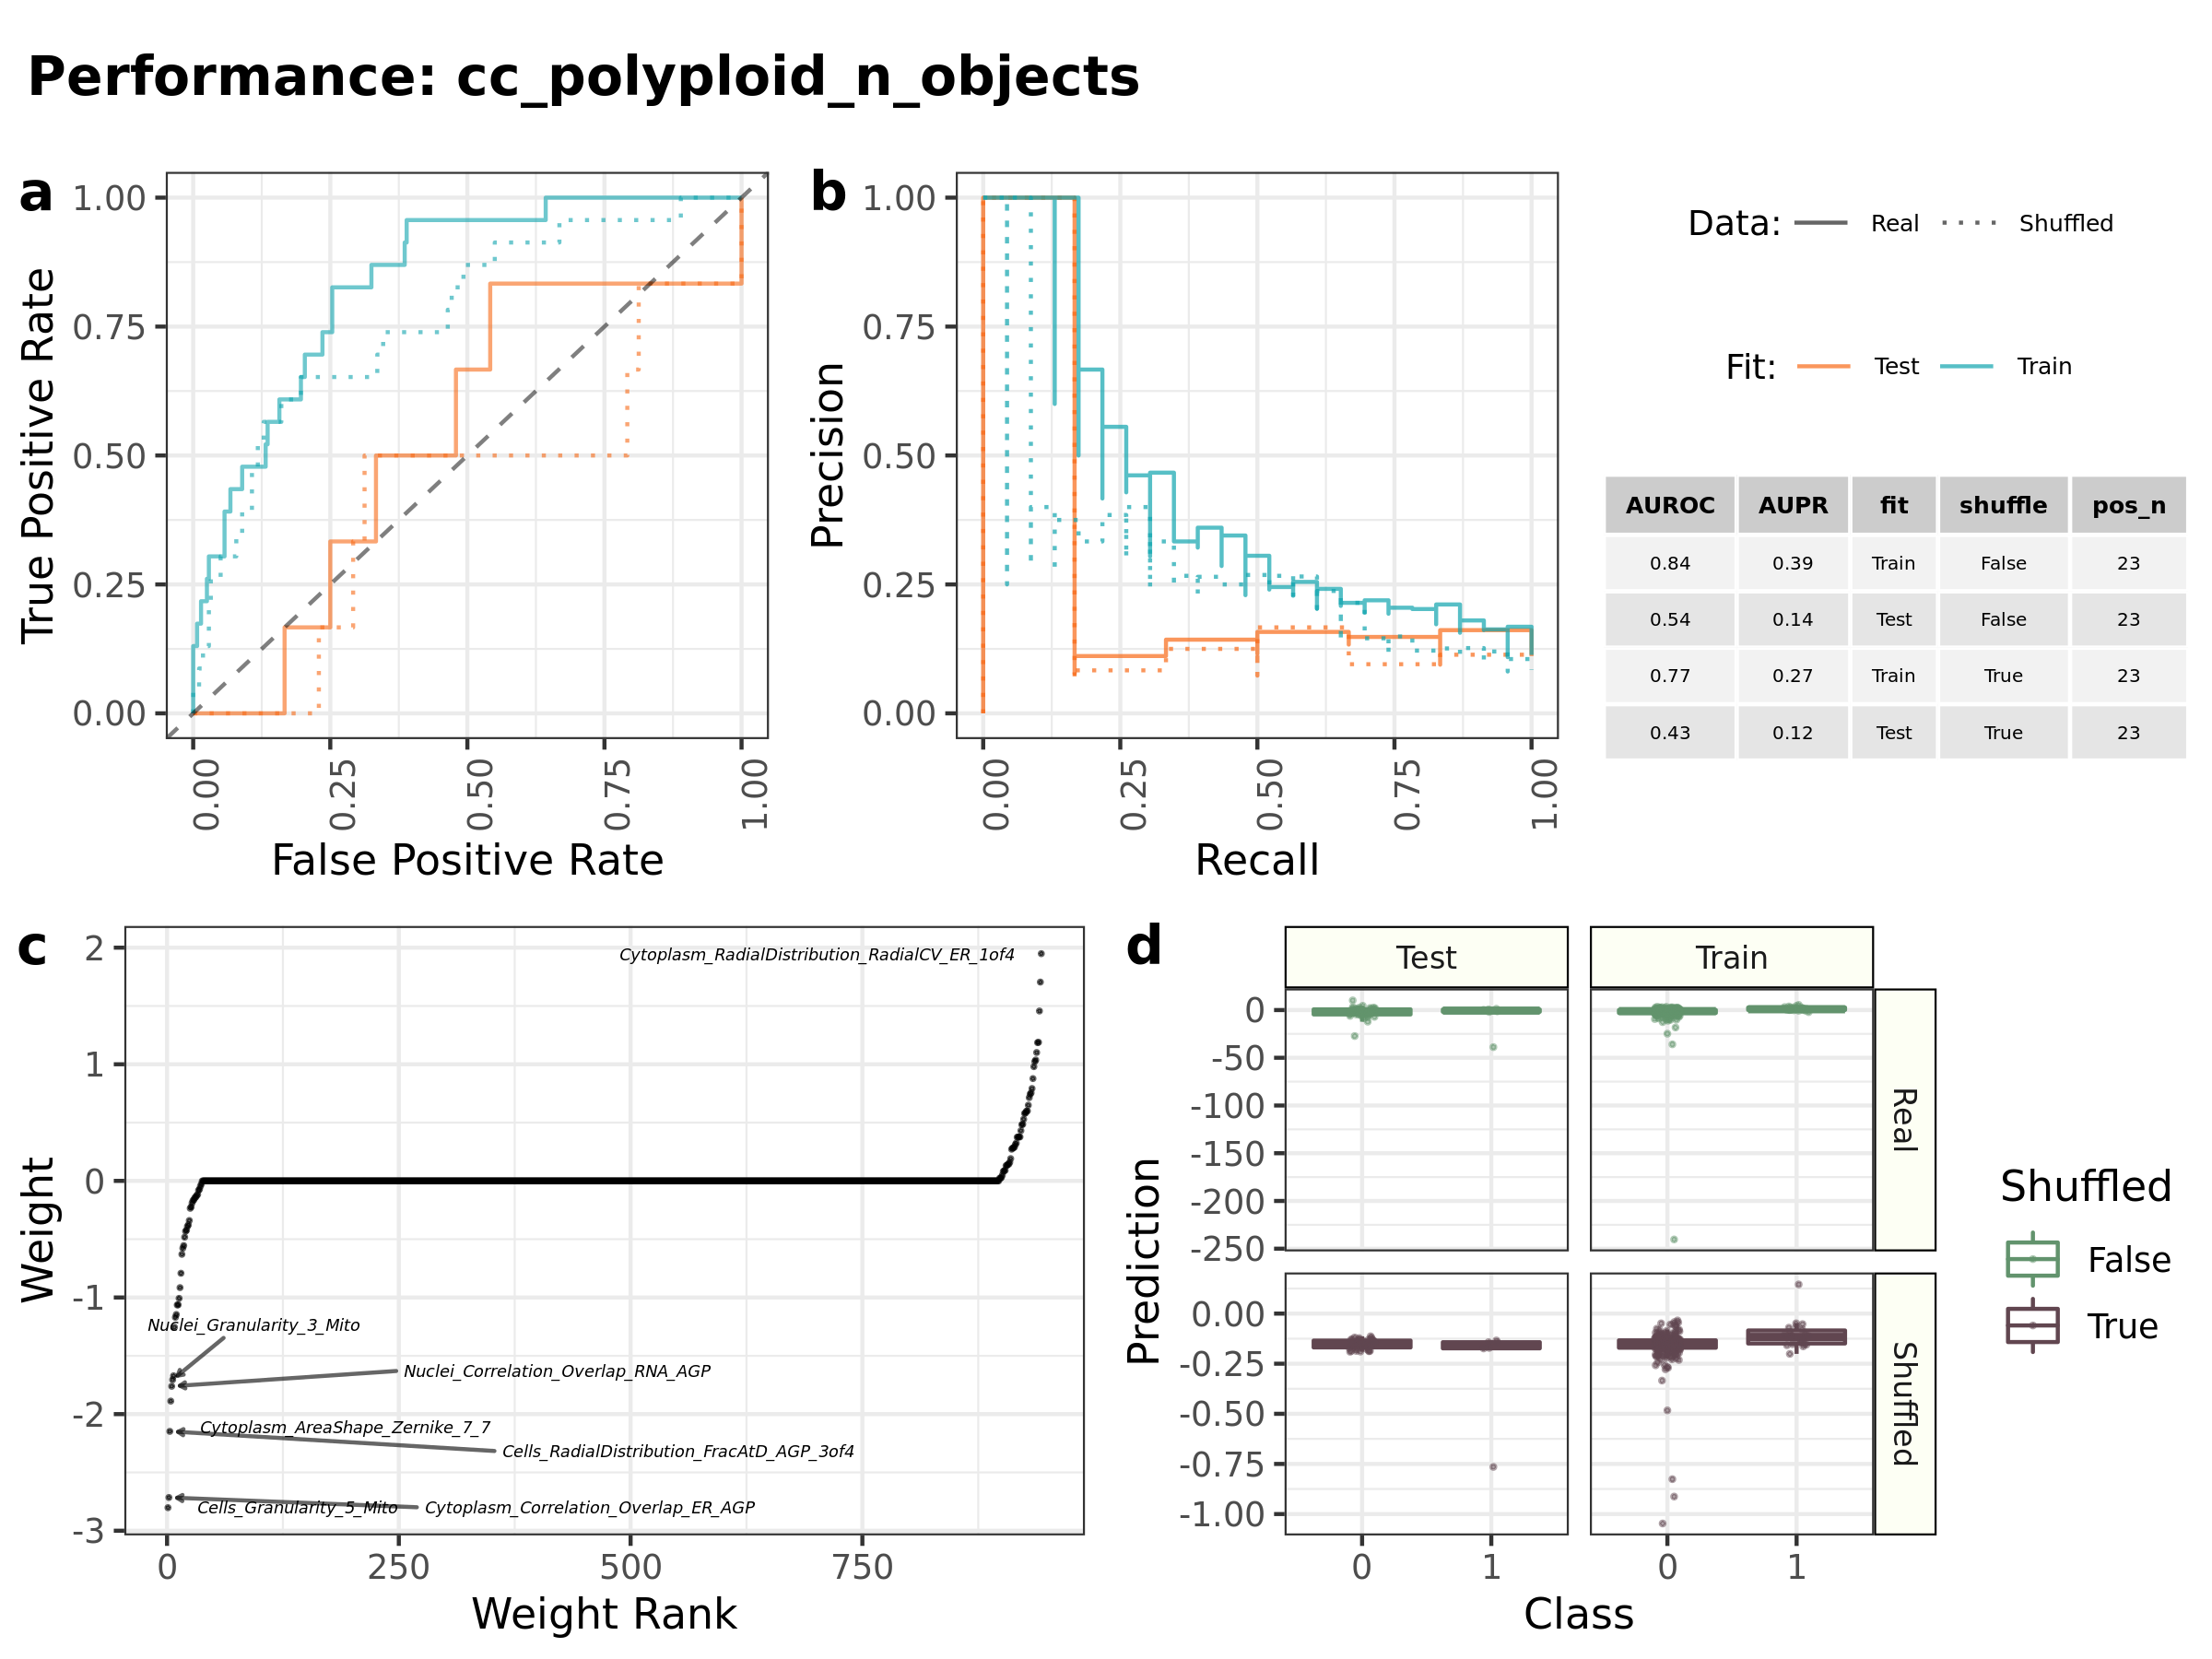 Performance: cc_polyploid_n_objects
a
True Positive Rate
1.00
0.75
0.50
0.25
0.00
0.00 0.25 0.50 0.75 1.00
False Positive Rate
b
Precision
1.00
0.75
0.50
0.25
0.00
0.00 0.25 0.50 0.75 1.00
Recall
Data: Real Shuffled
Fit: Test Train
AUROC AUPR fit shuffle pos_n
0.84 0.39 Train False 23
0.54 0.14 Test False 23
0.77 0.27 Train True 23
0.43 0.12 Test True 23
c
Weight
2
1
0
-1
-2
-3
Cytoplasm_RadialDistribution_RadialCV_ER_1of4
Nuclei_Granularity_3_Mito
Nuclei_Correlation_Overlap_RNA_AGP
Cytoplasm_AreaShape_Zernike_7_7
Cells_RadialDistribution_FracAtD_AGP_3of4
Cells_Granularity_5_Mito Cytoplasm_Correlation_Overlap_ER_AGP
0 250 500 750
Weight Rank
d
Test Train
Prediction
0
-50
-100
-150
-200
-250
Real
0.00
-0.25
-0.50
-0.75
-1.00
Shuffled
0 1 0 1
Class
Shuffled
False
True